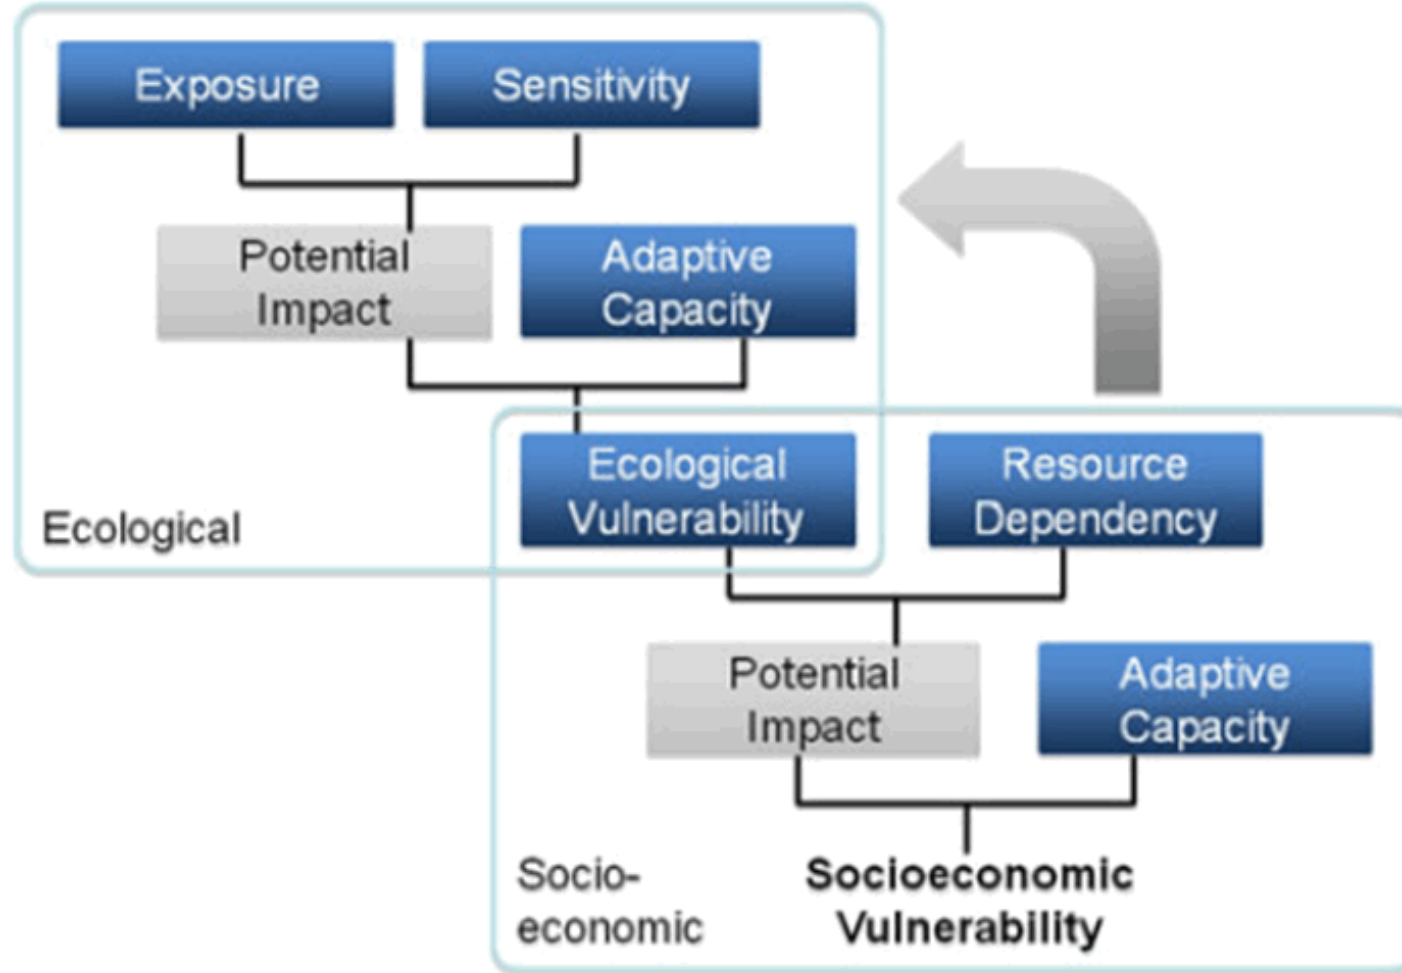 Exposure
Sensitivity
Potential
Impact
Adaptive
Capacity
Ecological
Vulnerability
Resource
Dependency
Ecological
Potential
Impact
Adaptive
Capacity
Socio-
economic
Socioeconomic
Vulnerability